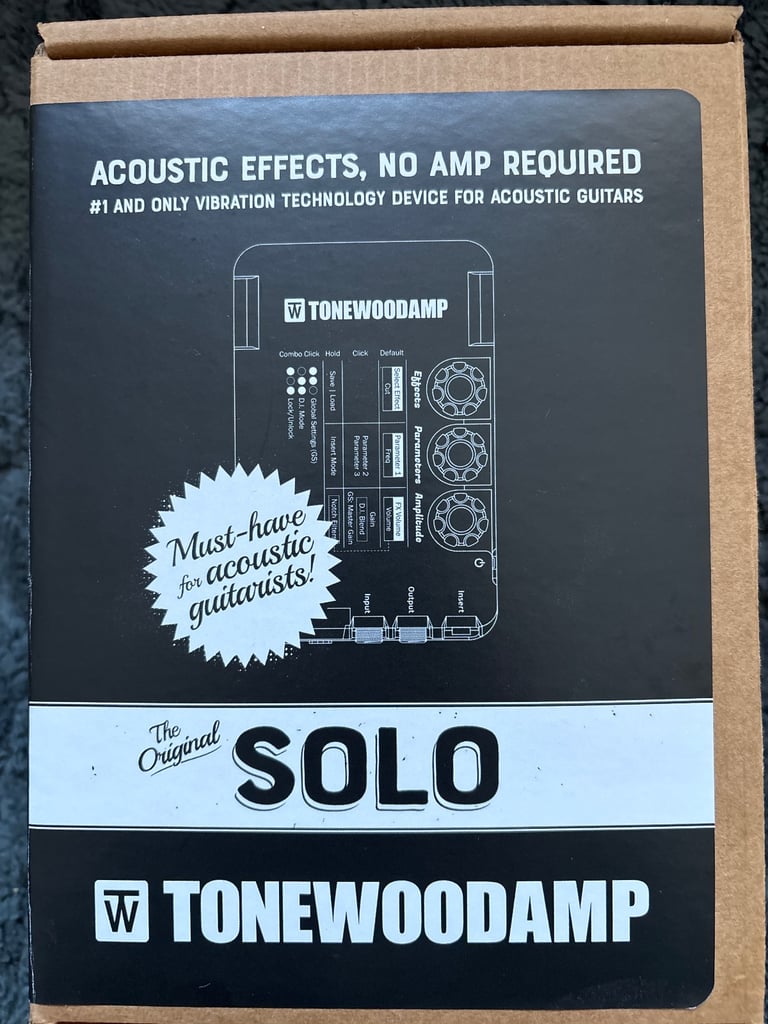 ACOUSTIC EFFECTS, NO AMP REQUIRED
#1 AND ONLY VIBRATION TECHNOLOGY DEVICE FOR ACOUSTIC GUITARS
TW TONEWOODAMP
Combo Click Hold Click Default
Effects
Select Effect
Cut
Save | Load
Global Settings (GS)
D.I. Mode
Lock/Unlock
Parameters
Parameter 1
Freq
Parameter 2
Parameter 3
Insert Mode
Amplitude
FX Volume
Volume
Gain
D.I. Blend
GS: Master Gain
Notch
Input Output Insert
Must-have
for acoustic
guitarists!
The
Original
SOLO
TW TONEWOODAMP